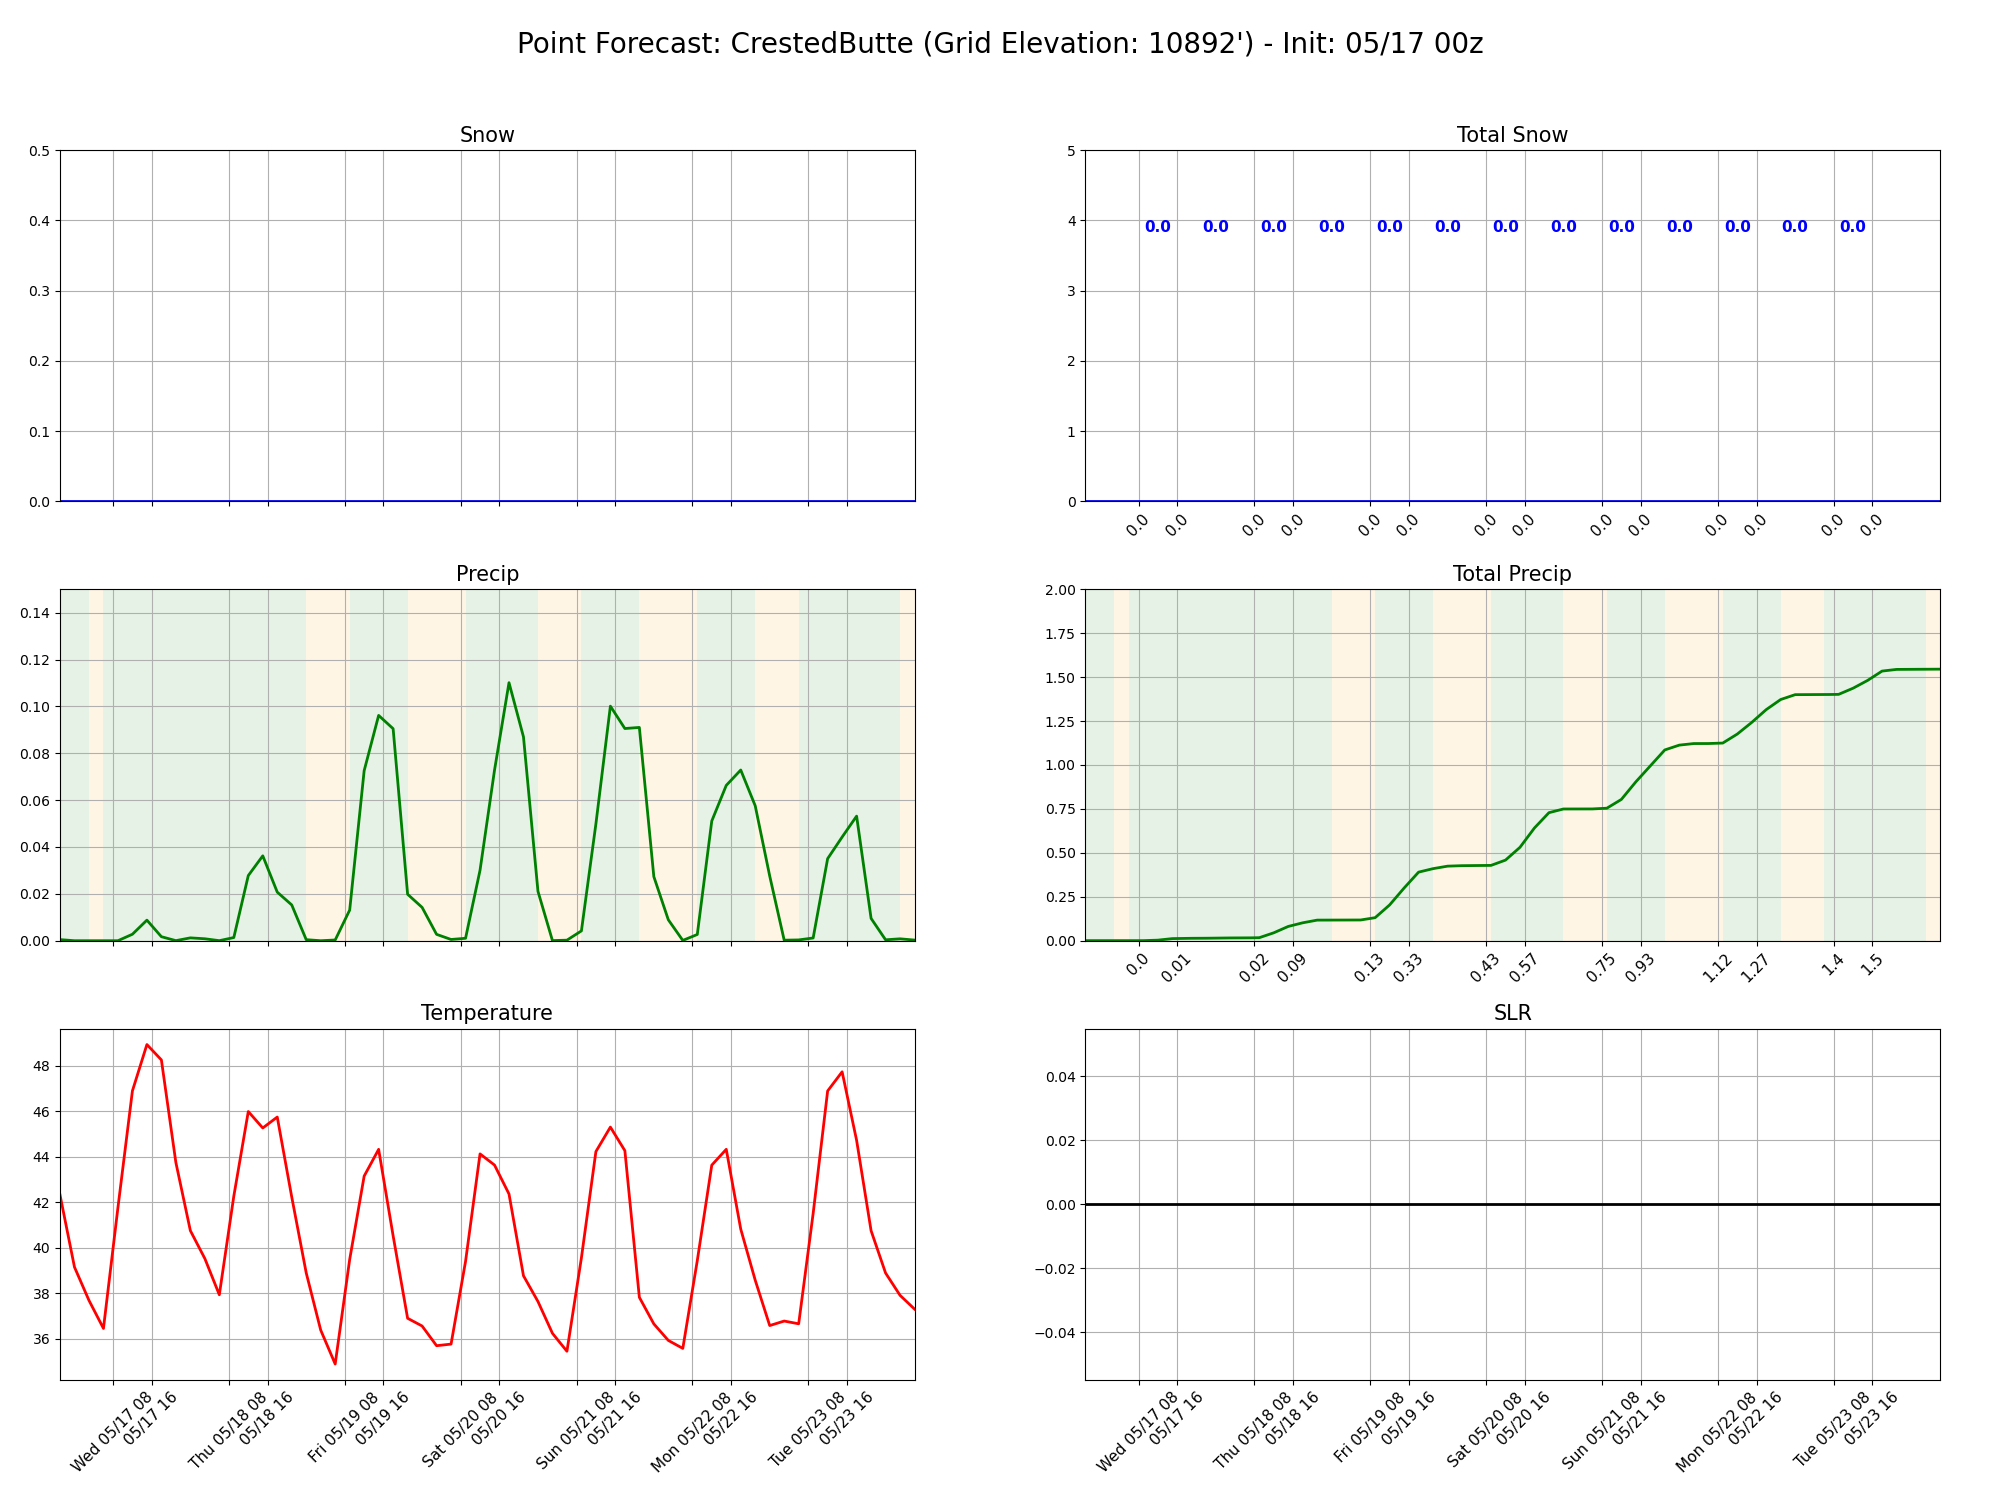 Point Forecast: CrestedButte (Grid Elevation: 10892') - Init: 05/17 00z
Snow
0.5
0.4
0.3
0.2
0.1
0.0
Total Snow
5
4
3
2
1
0
0.0 0.0 0.0 0.0 0.0 0.0 0.0 0.0 0.0 0.0 0.0 0.0 0.0
0.0 0.0 0.0 0.0 0.0 0.0 0.0 0.0 0.0 0.0 0.0 0.0 0.0 0.0
Precip
0.14
0.12
0.10
0.08
0.06
0.04
0.02
0.00
Total Precip
2.00
1.75
1.50
1.25
1.00
0.75
0.50
0.25
0.00
0.0 0.01 0.02 0.09 0.13 0.33 0.43 0.57 0.75 0.93 1.12 1.27 1.4 1.5
Temperature
48
46
44
42
40
38
36
Wed 05/17 08
05/17 16
Thu 05/18 08
05/18 16
Fri 05/19 08
05/19 16
Sat 05/20 08
05/20 16
Sun 05/21 08
05/21 16
Mon 05/22 08
05/22 16
Tue 05/23 08
05/23 16
SLR
0.04
0.02
0.00
−0.02
−0.04
Wed 05/17 08
05/17 16
Thu 05/18 08
05/18 16
Fri 05/19 08
05/19 16
Sat 05/20 08
05/20 16
Sun 05/21 08
05/21 16
Mon 05/22 08
05/22 16
Tue 05/23 08
05/23 16